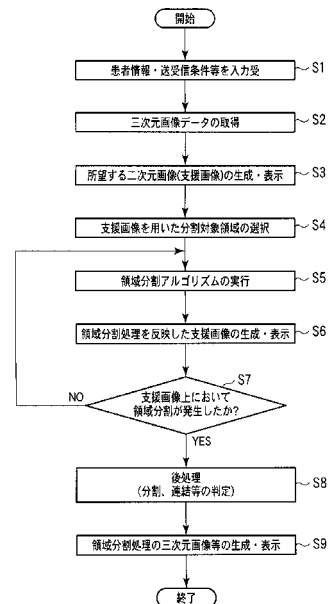 開始
患者情報・送受信条件等を入力受
S1
三次元画像データの取得
S2
所望する二次元画像(支援画像)の生成・表示
S3
支援画像を用いた分割対象領域の選択
S4
領域分割アルゴリズムの実行
S5
領域分割処理を反映した支援画像の生成・表示
S6
S7
支援画像上において
領域分割が発生したか?
NO
YES
後処理
(分割、連結等の判定)
S8
領域分割処理の三次元画像等の生成・表示
S9
終了